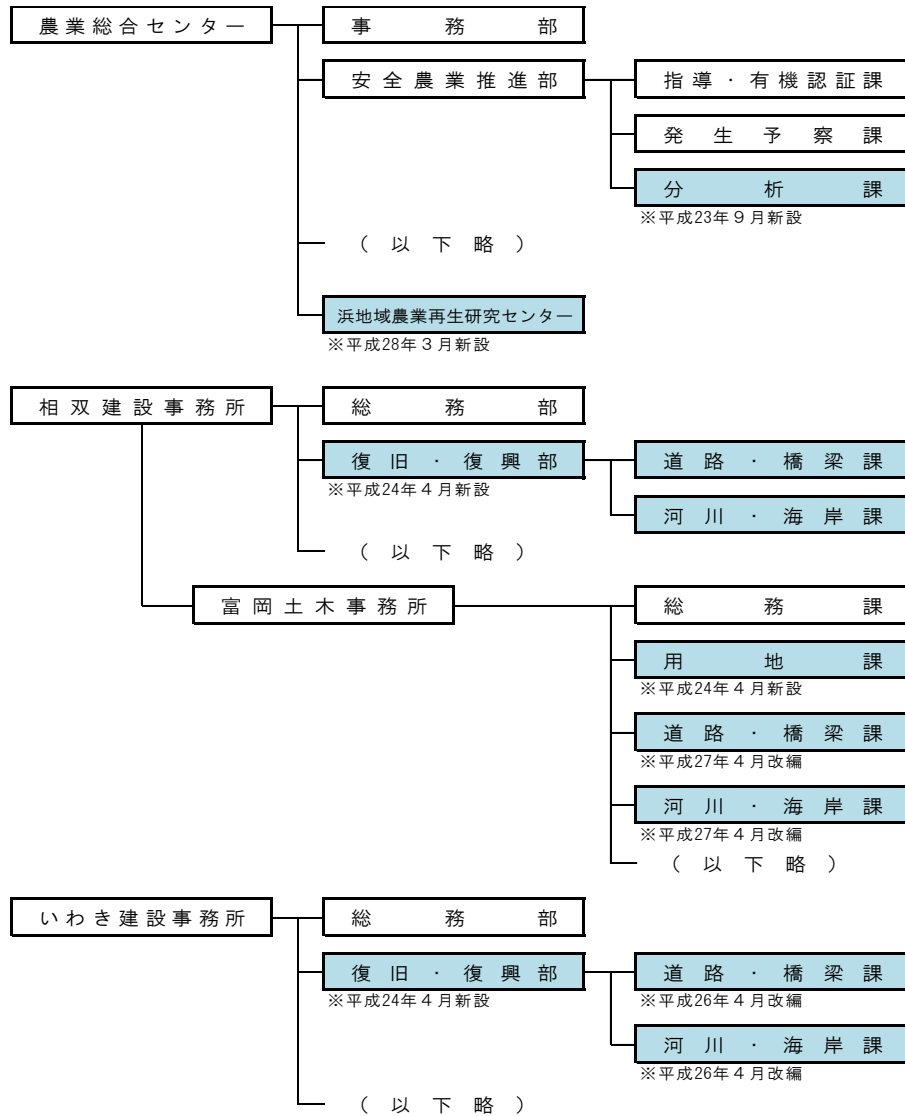 農業総合センター
事務部
安全農業推進部
指導・有機認証課
発生予察課
分析課
※平成23年9月新設
（以下略）
浜地域農業再生研究センター
※平成28年3月新設
相双建設事務所
総務部
復旧・復興部
※平成24年4月新設
道路・橋梁課
河川・海岸課
（以下略）
富岡土木事務所
総務課
用地課
※平成24年4月新設
道路・橋梁課
※平成27年4月改編
河川・海岸課
※平成27年4月改編
（以下略）
いわき建設事務所
総務部
復旧・復興部
※平成24年4月新設
道路・橋梁課
※平成26年4月改編
河川・海岸課
※平成26年4月改編
（以下略）